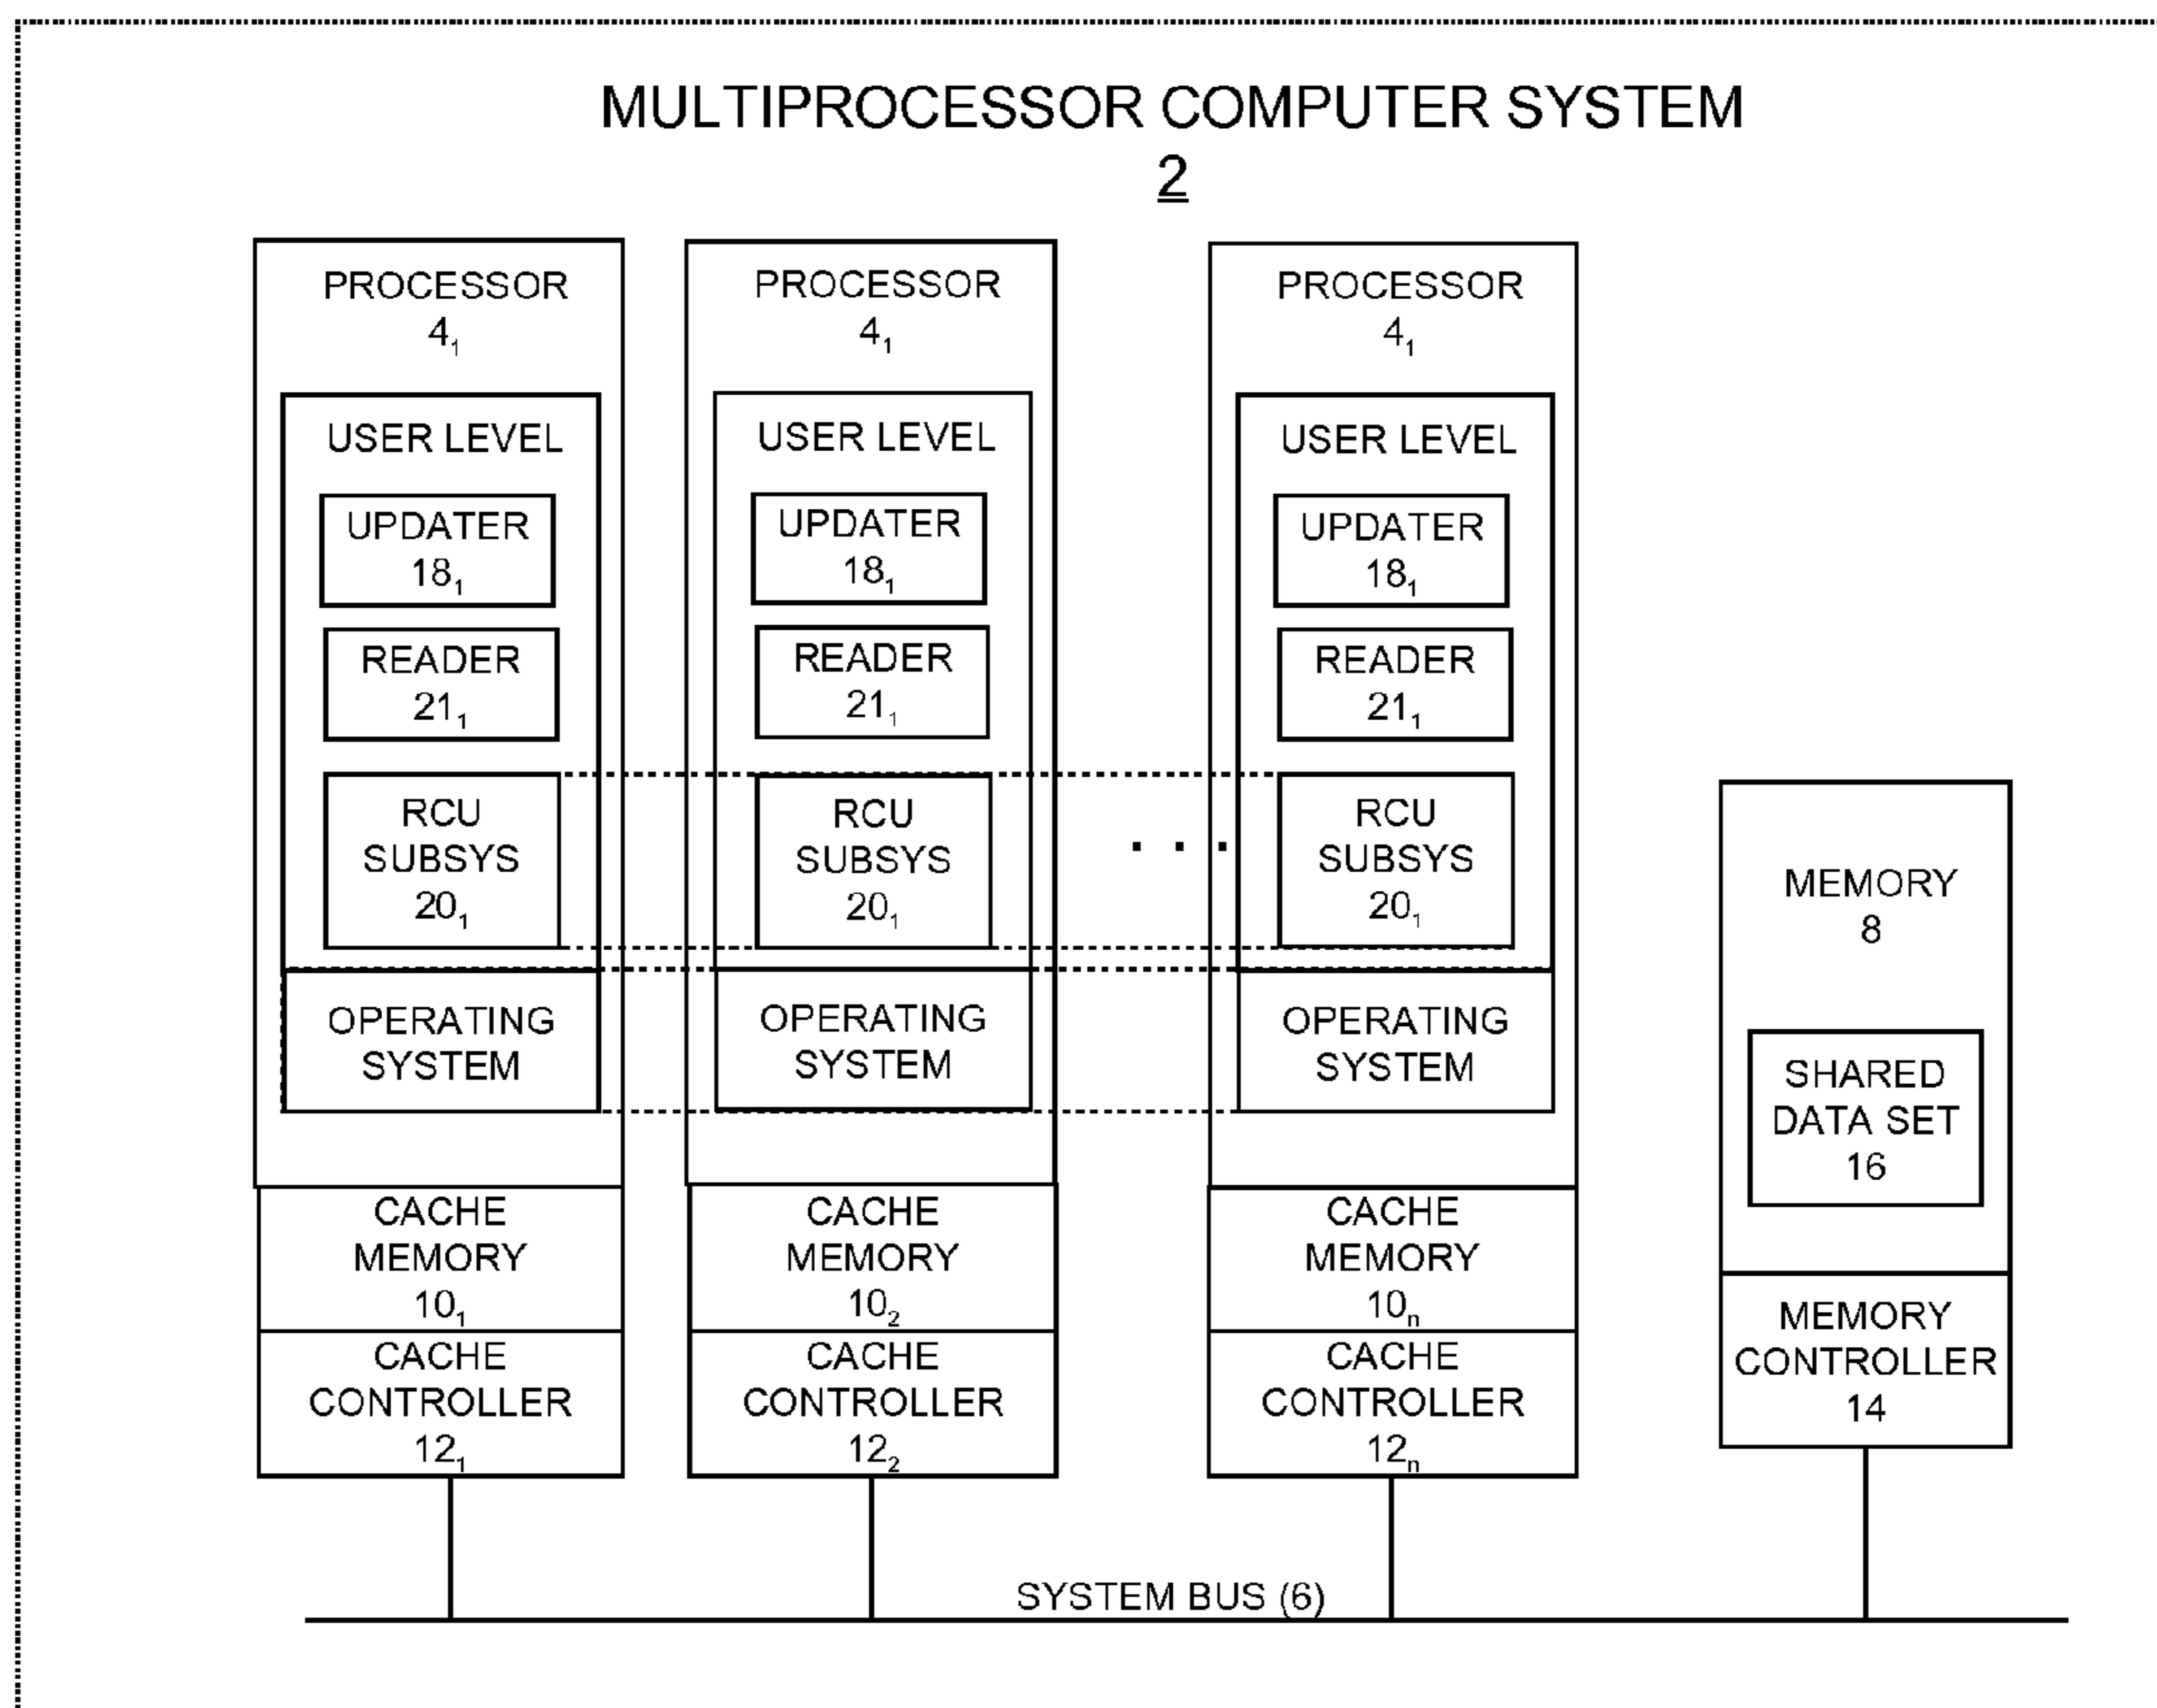 MULTIPROCESSOR COMPUTER SYSTEM
2
PROCESSOR
4₁
USER LEVEL
UPDATER
18₁
READER
21₁
RCU
SUBSYS
20₁
OPERATING
SYSTEM
CACHE
MEMORY
10₁
CACHE
CONTROLLER
12₁
PROCESSOR
4₁
USER LEVEL
UPDATER
18₁
READER
21₁
RCU
SUBSYS
20₁
OPERATING
SYSTEM
CACHE
MEMORY
10₂
CACHE
CONTROLLER
12₂
. . .
PROCESSOR
4₁
USER LEVEL
UPDATER
18₁
READER
21₁
RCU
SUBSYS
20₁
OPERATING
SYSTEM
CACHE
MEMORY
10ₙ
CACHE
CONTROLLER
12ₙ
MEMORY
8
SHARED
DATA SET
16
MEMORY
CONTROLLER
14
SYSTEM BUS (6)